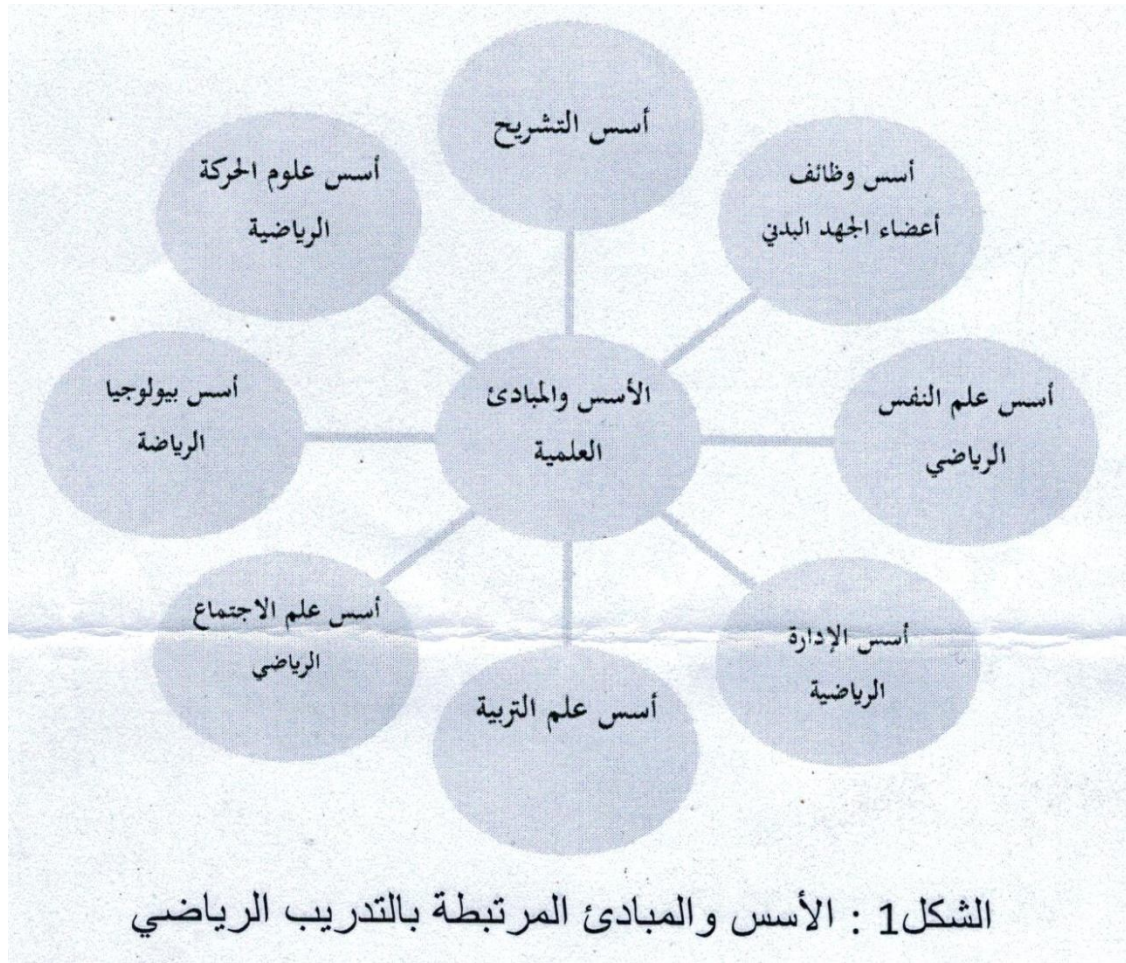 أسس التشريح
أسس وظائف
أعضاء الجهد البدني
أسس علم النفس
الرياضي
أسس الإدارة
الرياضية
أسس علم التربية
أسس علم الاجتماع
الرياضي
أسس بيولوجيا
الرياضة
أسس علوم الحركة
الرياضية
الأسس والمبادئ
العلمية
الشكل1 : الأسس والمبادئ المرتبطة بالتدريب الرياضي